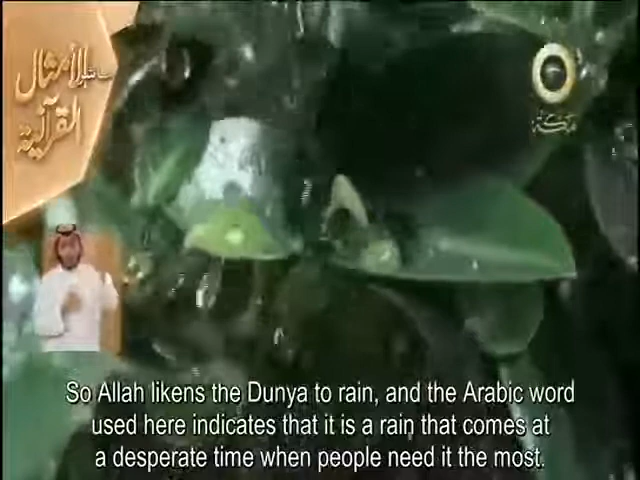 الأمثال
القرآنية
So Allah likens the Dunya to rain, and the Arabic word
used here indicates that it is a rain that comes at
a desperate time when people need it the most.